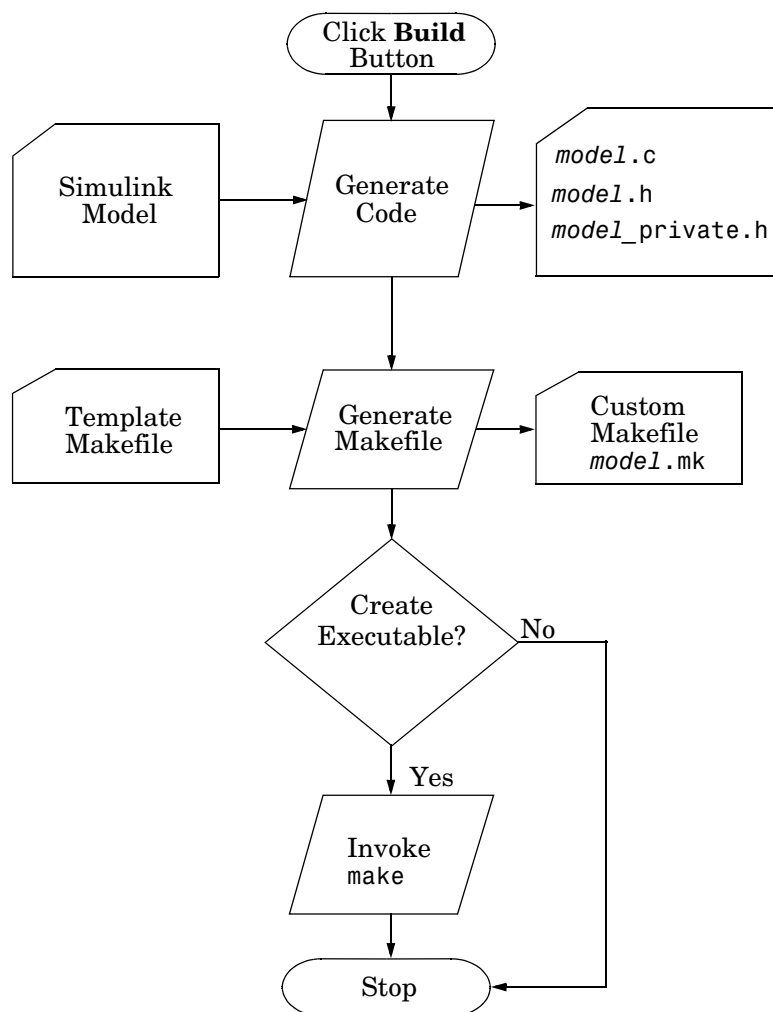 Click Build
Button
Simulink
Model
Generate
Code
model.c
model.h
model_private.h
Template
Makefile
Generate
Makefile
Custom
Makefile
model.mk
Create
Executable?
No
Yes
Invoke
make
Stop